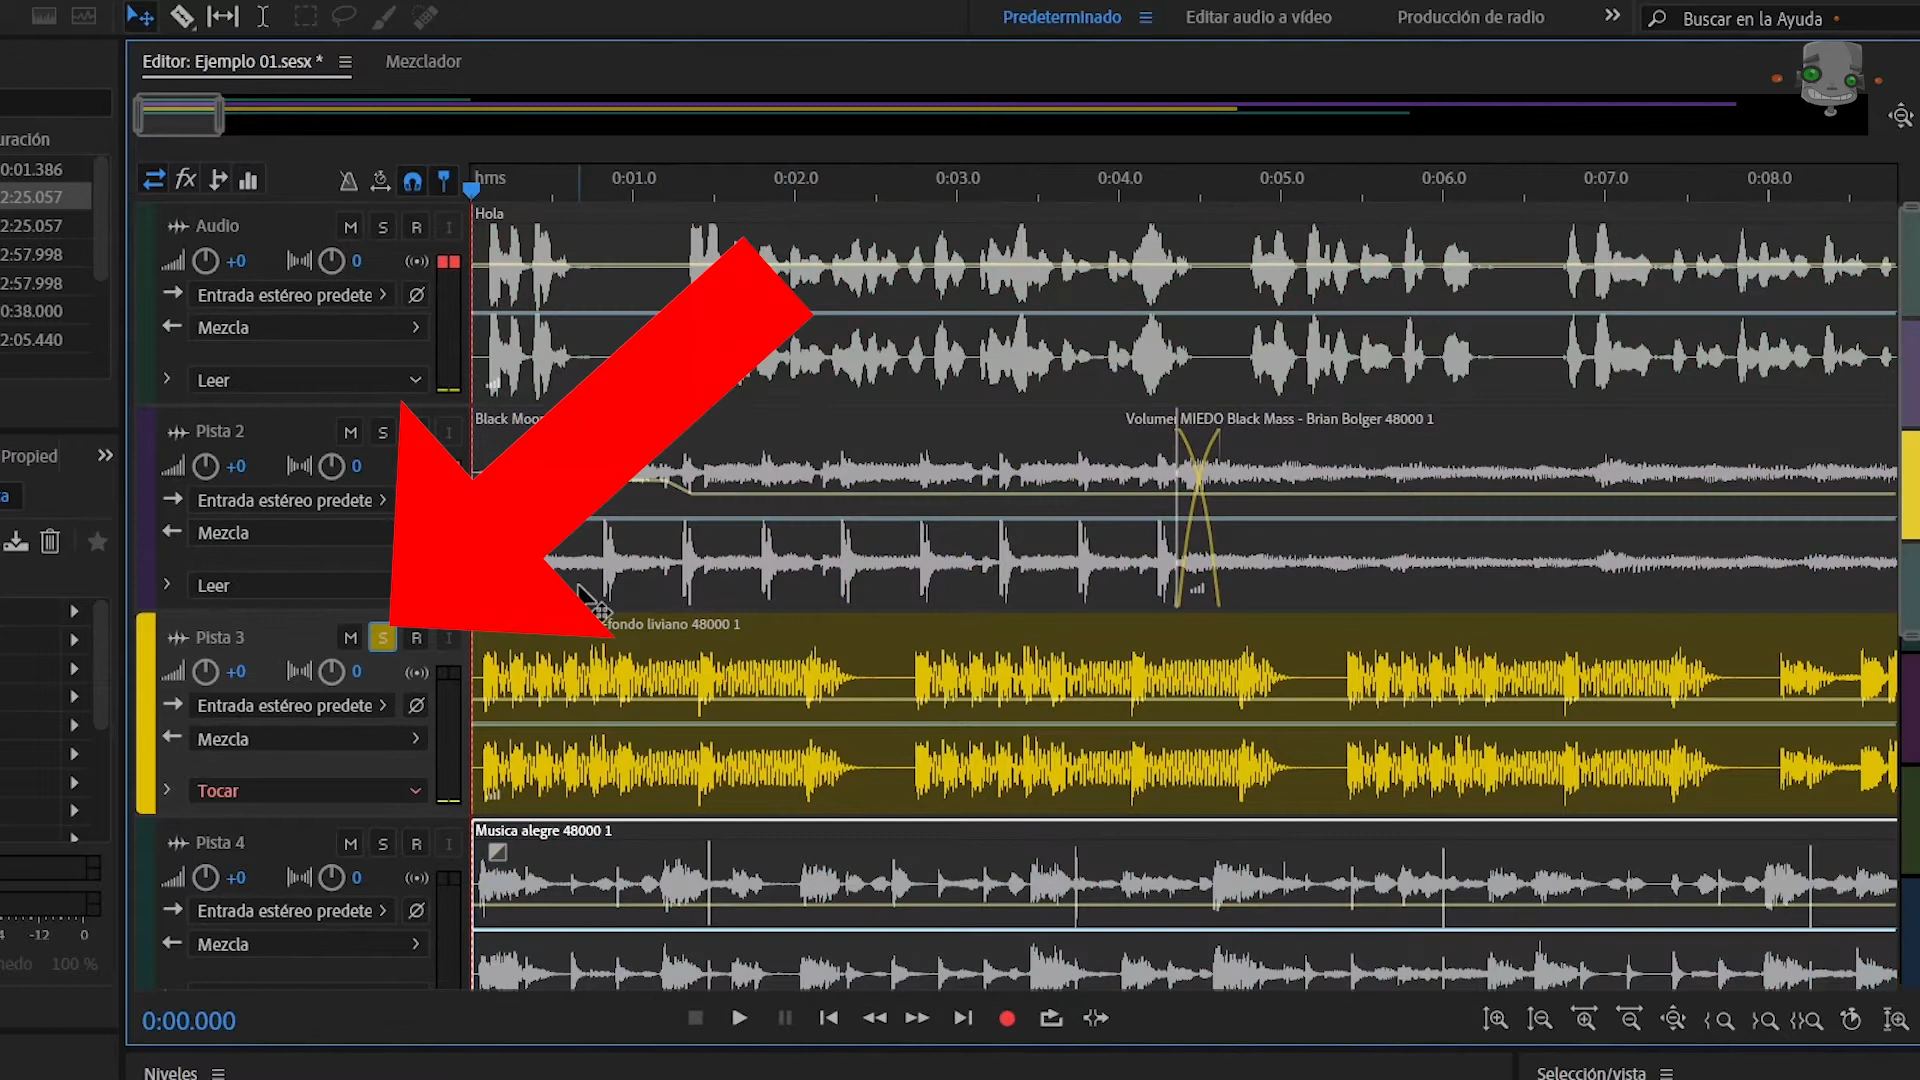 Predeterminado
Editar audio a vídeo
Producción de radio
Buscar en la Ayuda
Editor: Ejemplo 01.sesx *
Mezclador
uración
0:01.386
2:25.057
2:25.057
2:57.998
2:57.998
0:38.000
2:05.440
Propied
a
fx
hms
0:01.0
0:02.0
0:03.0
0:04.0
0:05.0
0:06.0
0:07.0
0:08.0
Audio
M S R I
+0
0
Entrada estéreo predete
Mezcla
Leer
Hola
Pista 2
M S I
+0
0
Entrada estéreo predete
Mezcla
Leer
Black Moo
Volume MIEDO Black Mass - Brian Bolger 48000 1
Pista 3
M S R I
+0
0
Entrada estéreo predete
Mezcla
Tocar
-fondo liviano 48000 1
Pista 4
M S R I
+0
0
Entrada estéreo predete
Mezcla
Musica alegre 48000 1
4 -12 0
nedo 100 %
0:00.000
Niveles
Selección/vista